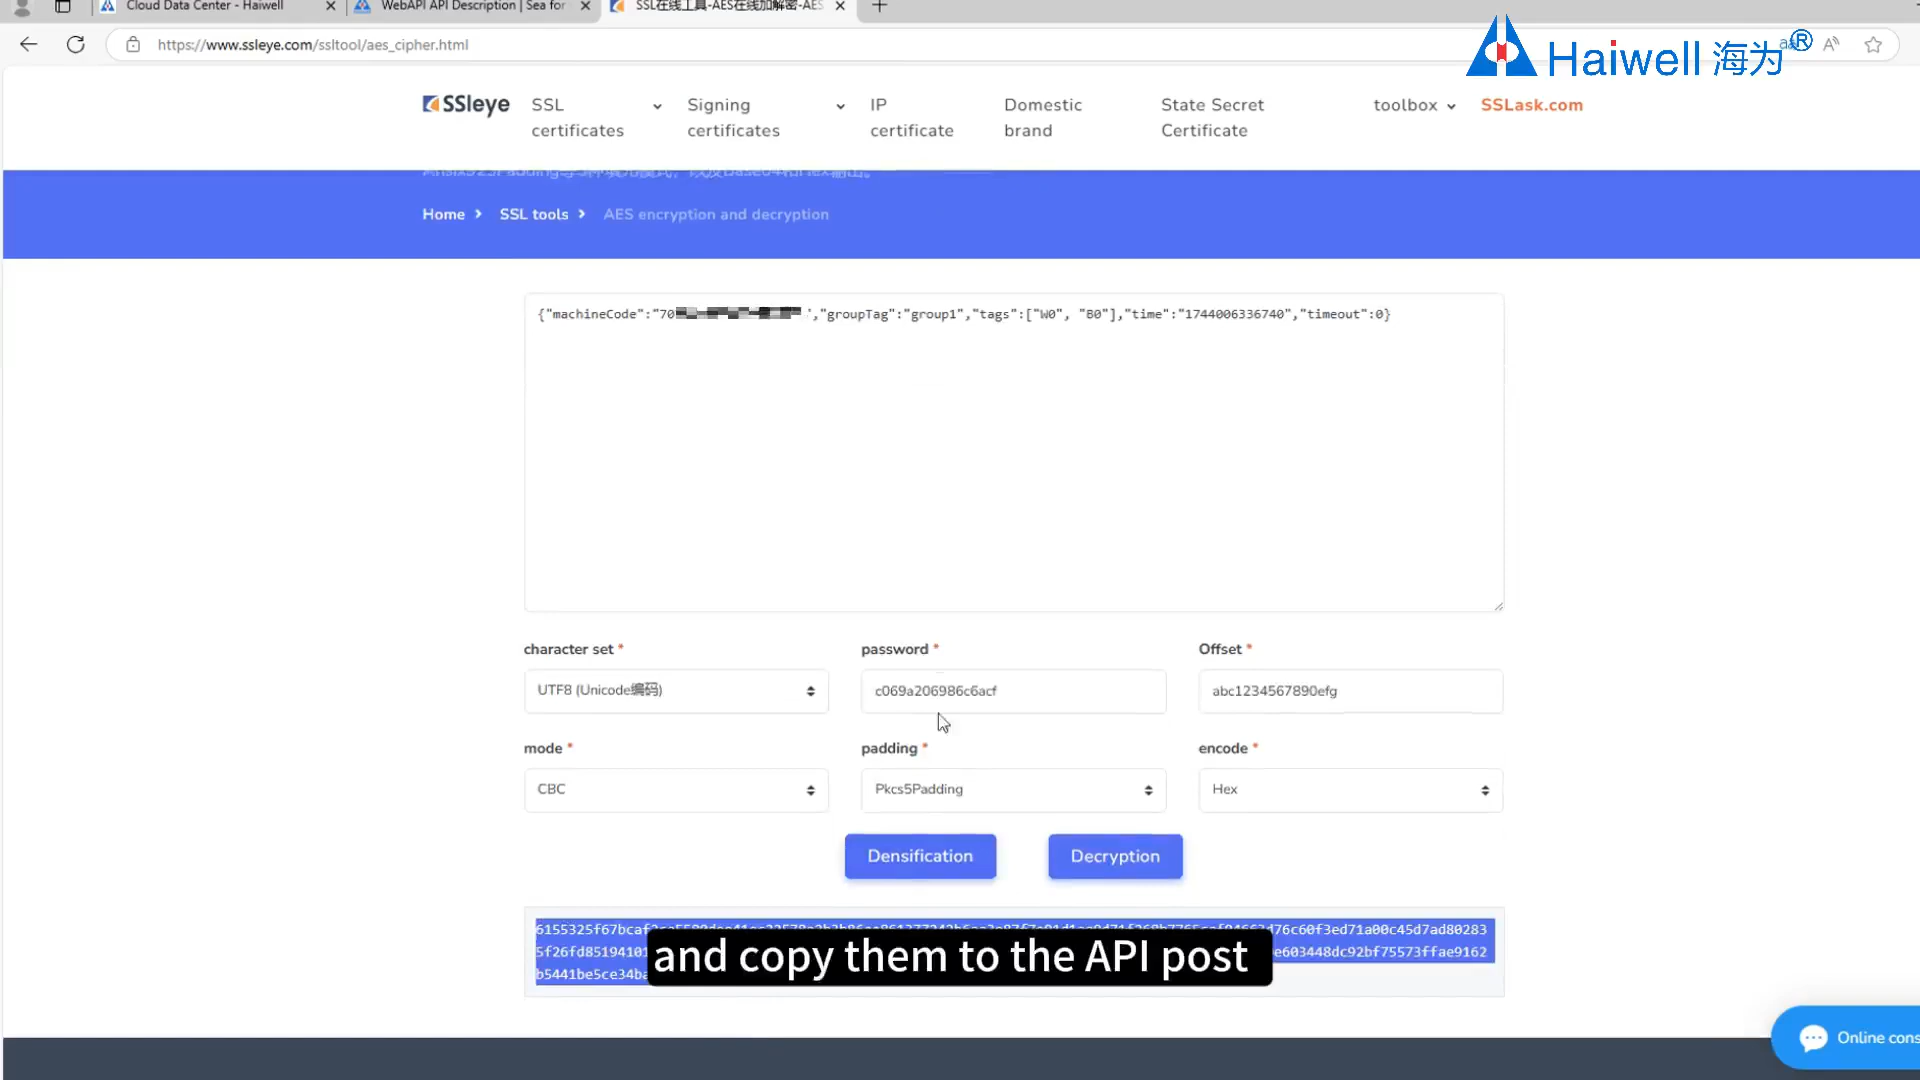 Cloud Data Center - Haiwell
WebAPI API Description | Sea for
SSL在线工具-AES在线加解密-AES
https://www.ssleye.com/ssltool/aes_cipher.html
Haiwell 海为®
SSleye
SSL certificates
Signing certificates
IP certificate
Domestic brand
State Secret Certificate
toolbox
SSLask.com
Home > SSL tools > AES encryption and decryption
{"machineCode":"70 ","groupTag":"group1","tags":["W0", "B0"],"time":"1744006336740","timeout":0}
character set *
password *
Offset *
UTF8 (Unicode编码)
c069a206986c6acf
abc1234567890efg
mode *
padding *
encode *
CBC
Pkcs5Padding
Hex
Densification
Decryption
and copy them to the API post
Online cons